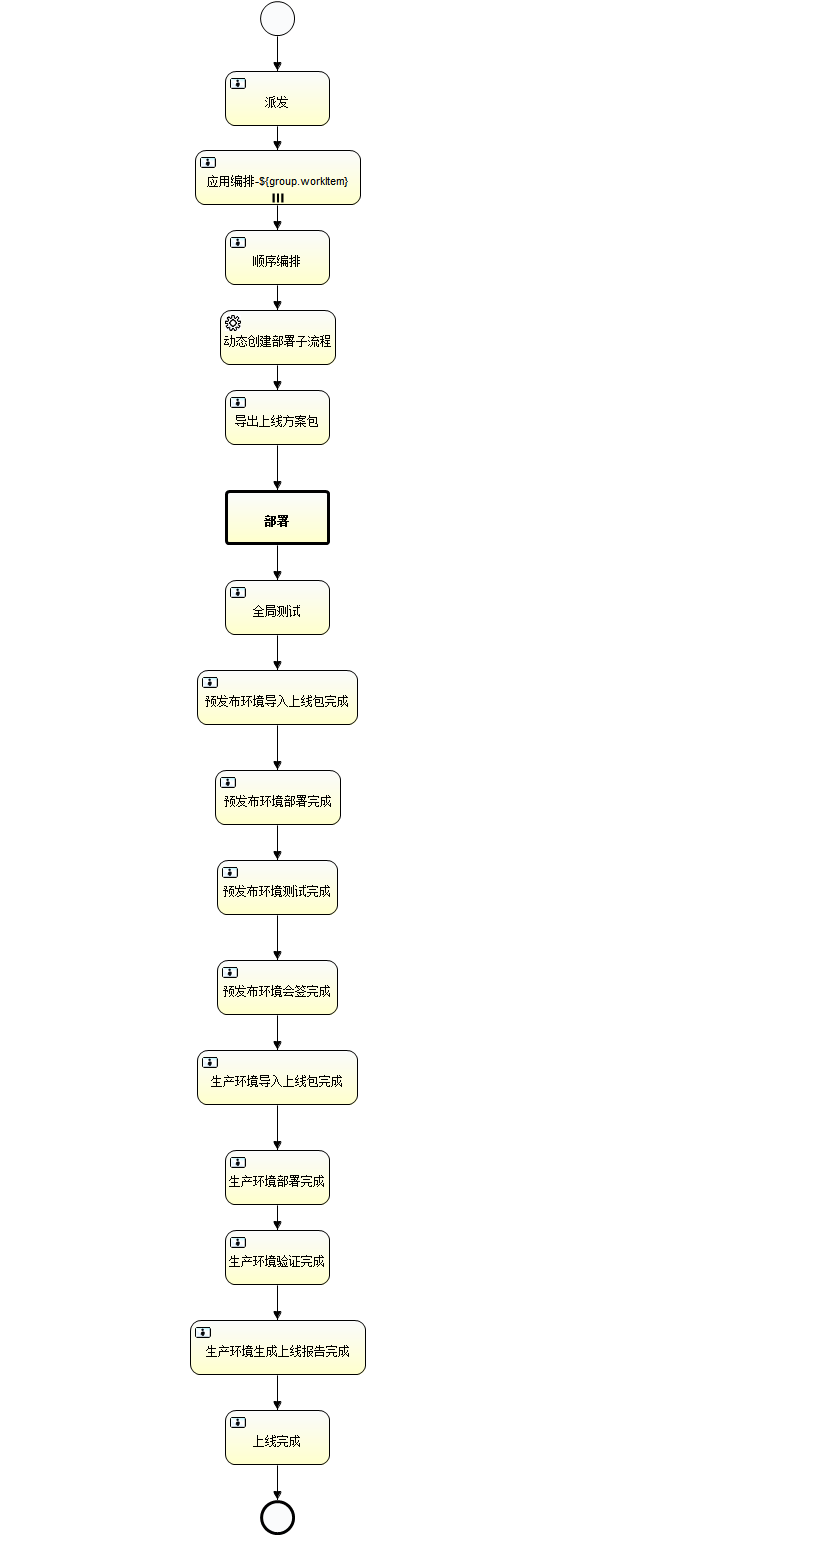 派发
应用编排-${group.workItem}
顺序编排
动态创建部署子流程
导出上线方案包
部署
全局测试
预发布环境导入上线包完成
预发布环境部署完成
预发布环境测试完成
预发布环境会签完成
生产环境导入上线包完成
生产环境部署完成
生产环境验证完成
生产环境生成上线报告完成
上线完成